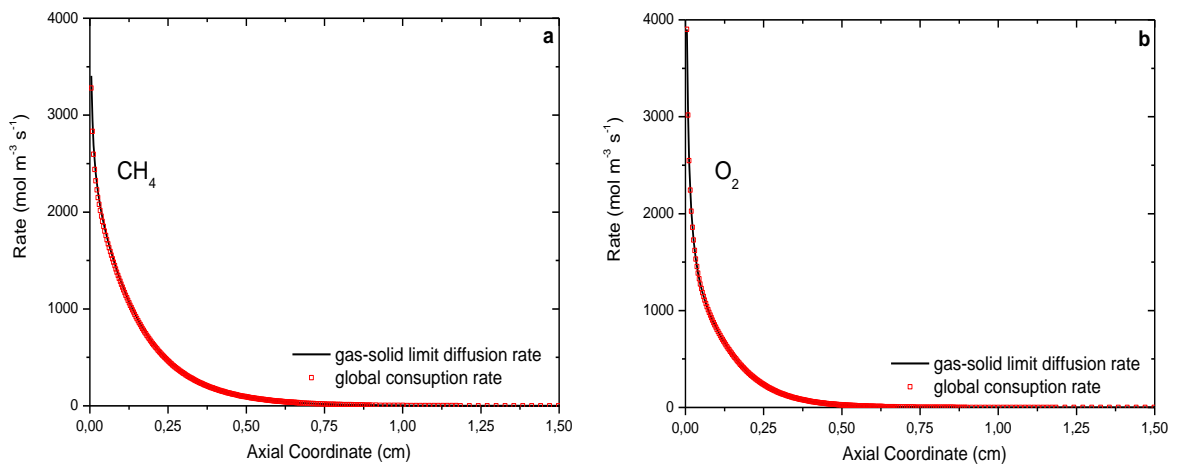 a
4000
3000
2000
1000
0
Rate (mol m⁻³ s⁻¹)
CH₄
gas-solid limit diffusion rate
global consuption rate
0,00 0,25 0,50 0,75 1,00 1,25 1,50
Axial Coordinate (cm)
b
4000
3000
2000
1000
0
Rate (mol m⁻³ s⁻¹)
O₂
gas-solid limit diffusion rate
global consuption rate
0,00 0,25 0,50 0,75 1,00 1,25 1,50
Axial Coordinate (cm)